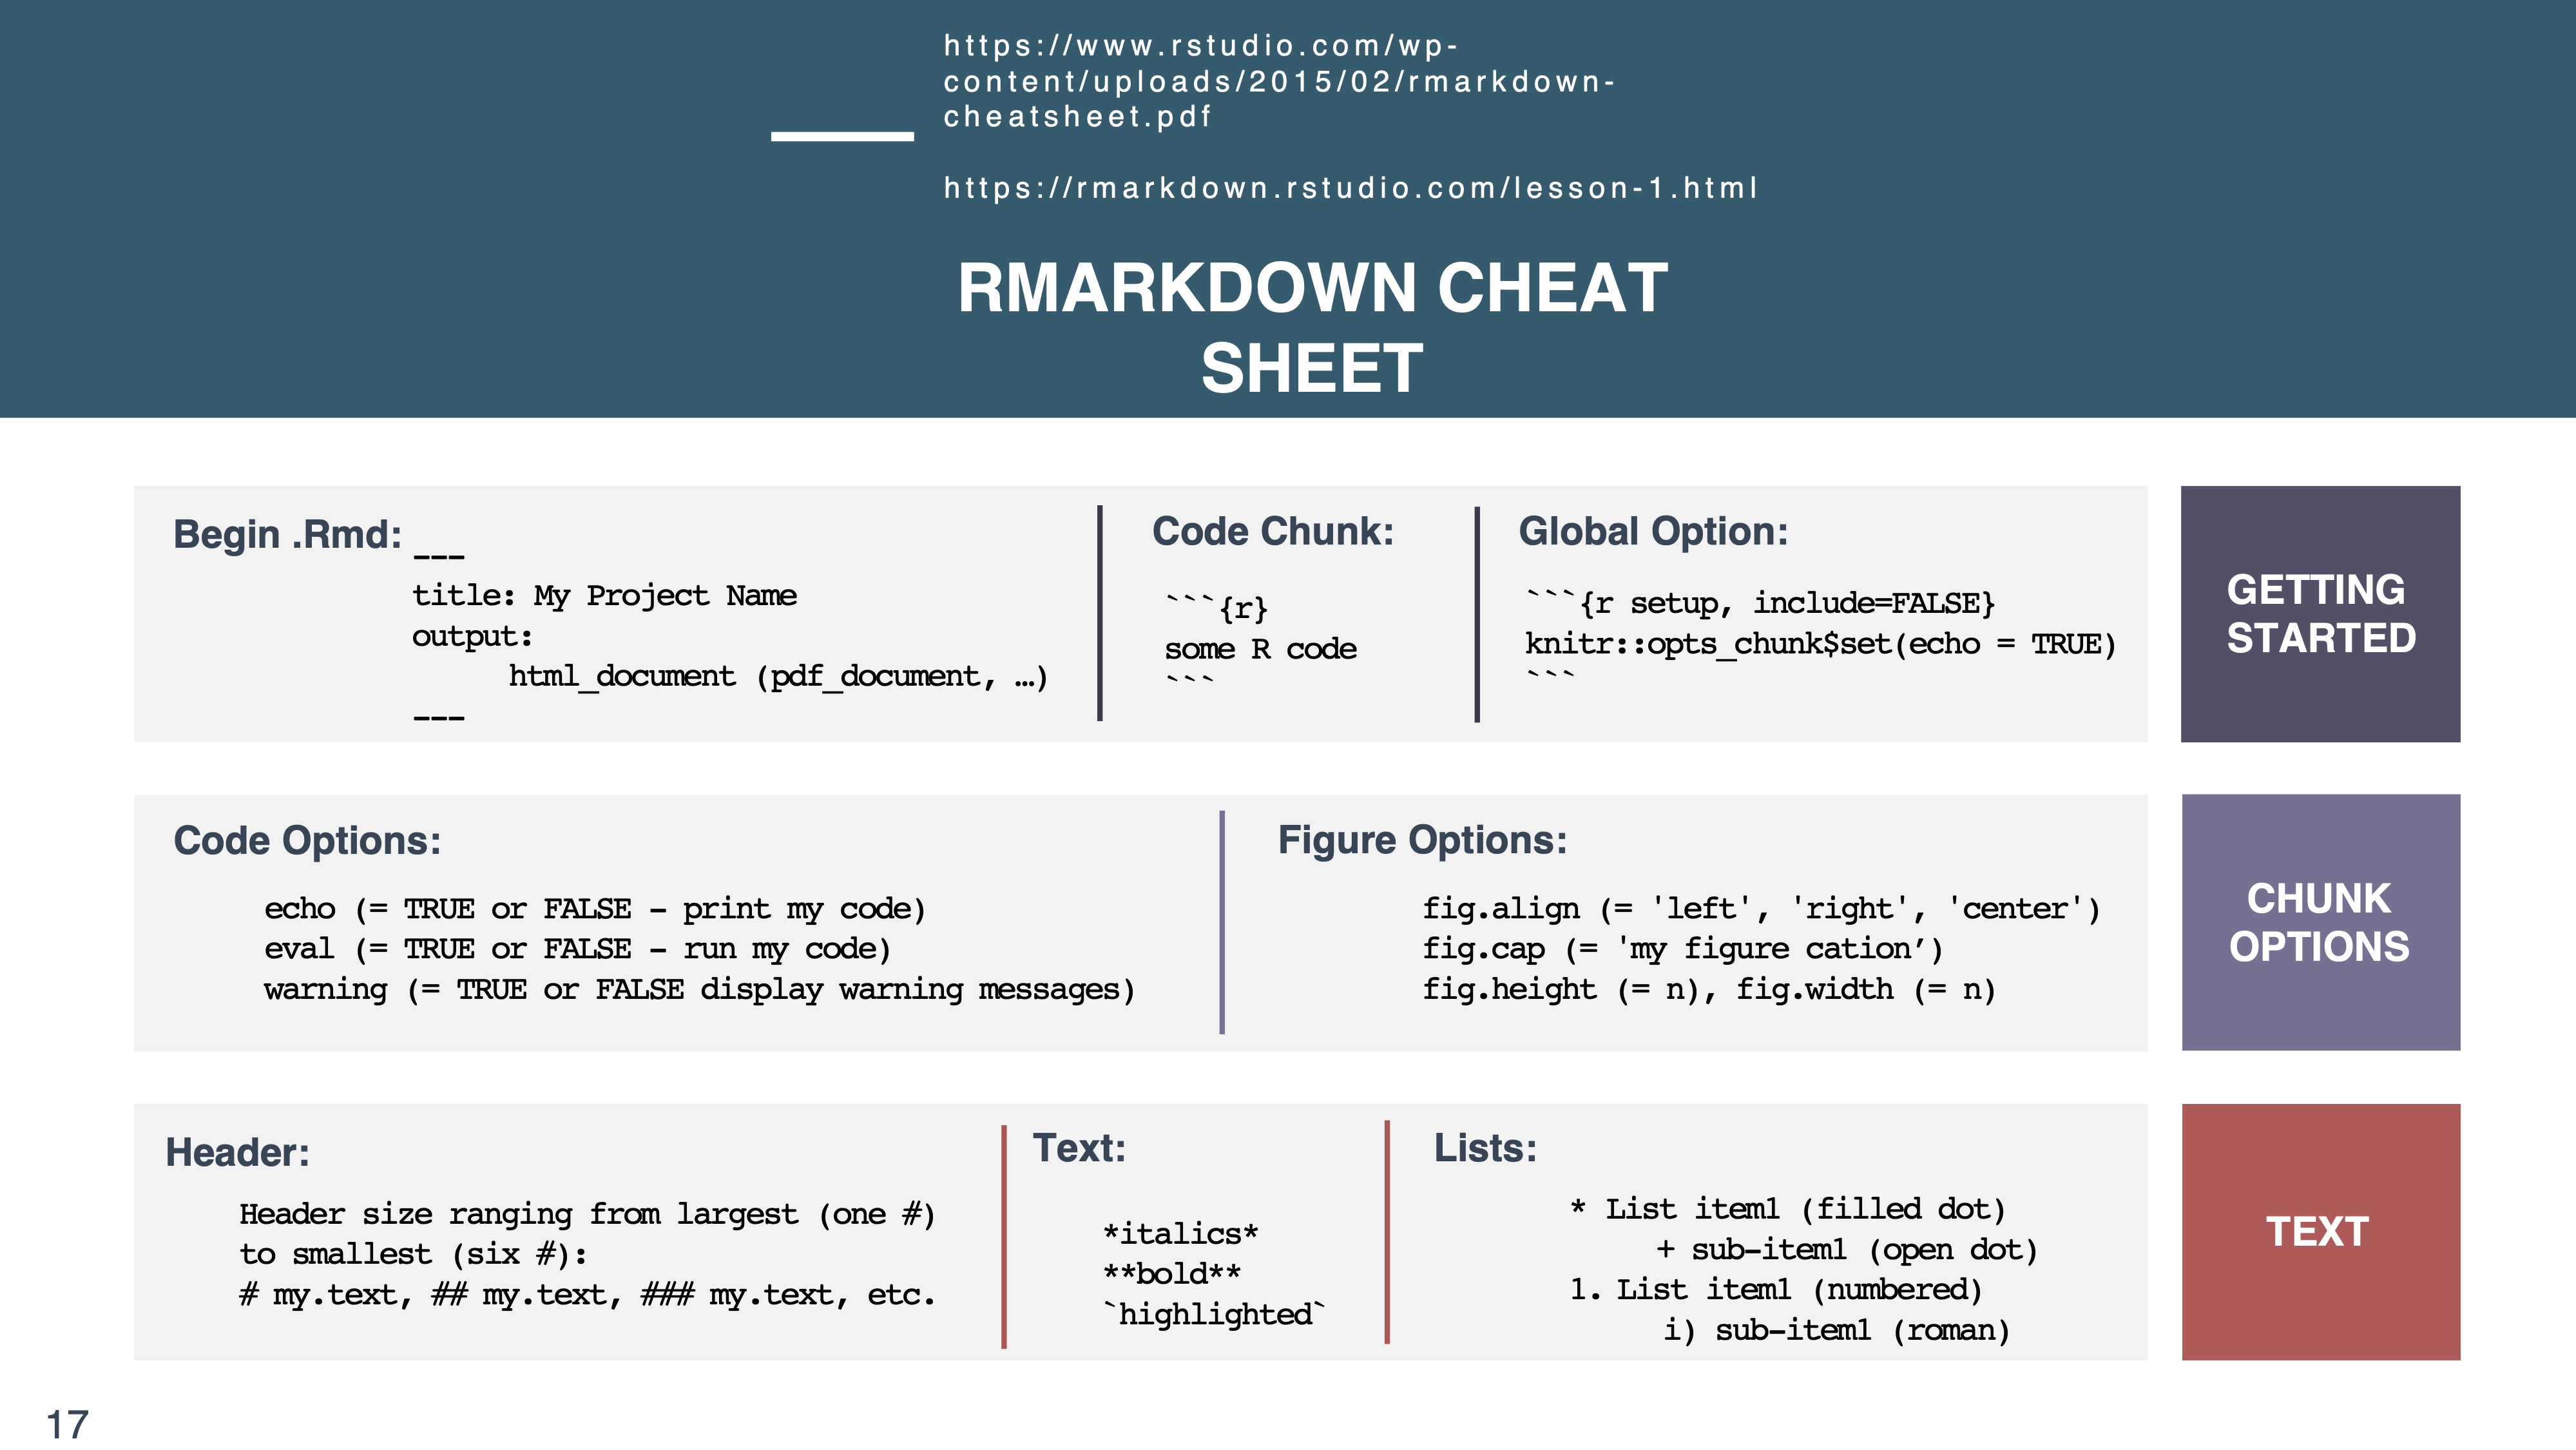 https://www.rstudio.com/wp-
content/uploads/2015/02/rmarkdown-
cheatsheet.pdf
https://rmarkdown.rstudio.com/lesson-1.html
RMARKDOWN CHEAT
SHEET
Begin .Rmd:
---
title: My Project Name
output:
html_document (pdf_document, …)
---
Code Chunk:
```{r}
some R code
```
Global Option:
```{r setup, include=FALSE}
knitr::opts_chunk$set(echo = TRUE)
```
GETTING
STARTED
Code Options:
echo (= TRUE or FALSE - print my code)
eval (= TRUE or FALSE - run my code)
warning (= TRUE or FALSE display warning messages)
Figure Options:
fig.align (= 'left', 'right', 'center')
fig.cap (= 'my figure cation’)
fig.height (= n), fig.width (= n)
CHUNK
OPTIONS
Header:
Header size ranging from largest (one #)
to smallest (six #):
# my.text, ## my.text, ### my.text, etc.
Text:
*italics*
**bold**
`highlighted`
Lists:
* List item1 (filled dot)
+ sub-item1 (open dot)
1. List item1 (numbered)
i) sub-item1 (roman)
TEXT
17